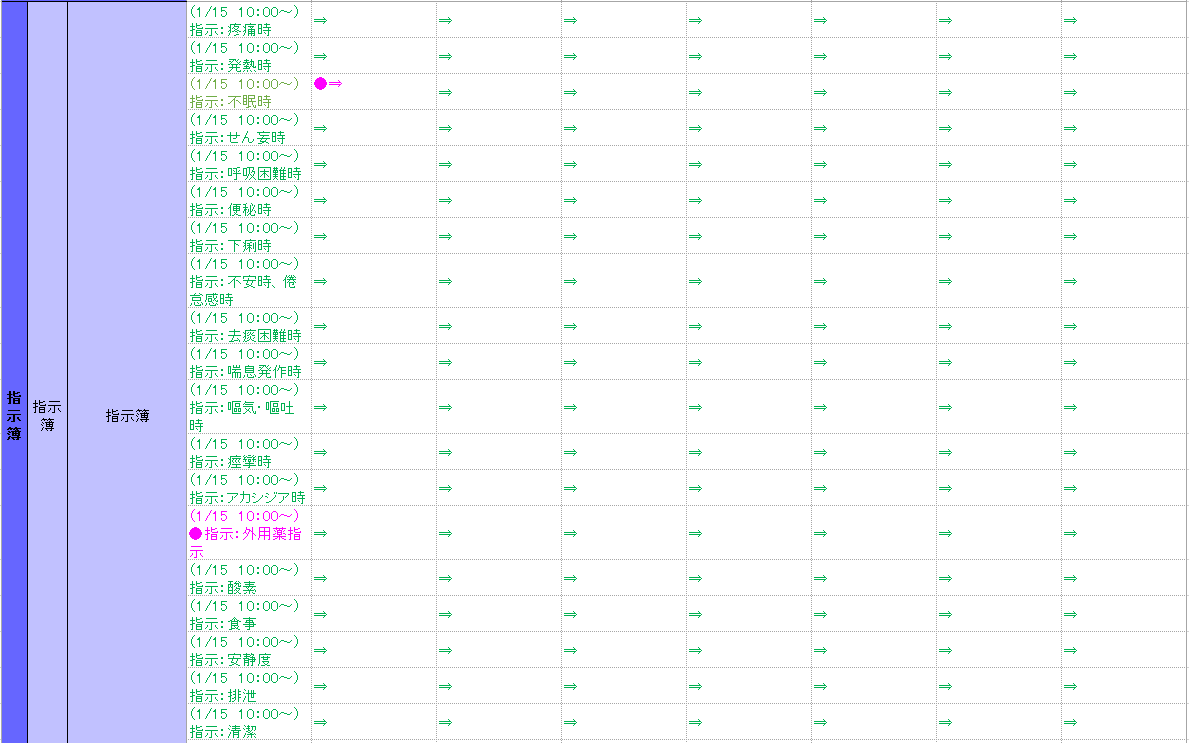 指示簿
指示簿
指示簿
(1/15 10:00～) ⇒ ⇒ ⇒ ⇒ ⇒ ⇒ ⇒
指示:疼痛時
(1/15 10:00～) ⇒ ⇒ ⇒ ⇒ ⇒ ⇒ ⇒
指示:発熱時
(1/15 10:00～) ●⇒ ⇒ ⇒ ⇒ ⇒ ⇒ ⇒
指示:不眠時
(1/15 10:00～) ⇒ ⇒ ⇒ ⇒ ⇒ ⇒ ⇒
指示:せん妄時
(1/15 10:00～) ⇒ ⇒ ⇒ ⇒ ⇒ ⇒ ⇒
指示:呼吸困難時
(1/15 10:00～) ⇒ ⇒ ⇒ ⇒ ⇒ ⇒ ⇒
指示:便秘時
(1/15 10:00～) ⇒ ⇒ ⇒ ⇒ ⇒ ⇒ ⇒
指示:下痢時
(1/15 10:00～)
指示:不安時、倦 ⇒ ⇒ ⇒ ⇒ ⇒ ⇒ ⇒
怠感時
(1/15 10:00～) ⇒ ⇒ ⇒ ⇒ ⇒ ⇒ ⇒
指示:去痰困難時
(1/15 10:00～) ⇒ ⇒ ⇒ ⇒ ⇒ ⇒ ⇒
指示:喘息発作時
(1/15 10:00～)
指示:嘔気・嘔吐 ⇒ ⇒ ⇒ ⇒ ⇒ ⇒ ⇒
時
(1/15 10:00～) ⇒ ⇒ ⇒ ⇒ ⇒ ⇒ ⇒
指示:痙攣時
(1/15 10:00～) ⇒ ⇒ ⇒ ⇒ ⇒ ⇒ ⇒
指示:アカシジア時
(1/15 10:00～)
●指示:外用薬指 ⇒ ⇒ ⇒ ⇒ ⇒ ⇒ ⇒
示
(1/15 10:00～) ⇒ ⇒ ⇒ ⇒ ⇒ ⇒ ⇒
指示:酸素
(1/15 10:00～) ⇒ ⇒ ⇒ ⇒ ⇒ ⇒ ⇒
指示:食事
(1/15 10:00～) ⇒ ⇒ ⇒ ⇒ ⇒ ⇒ ⇒
指示:安静度
(1/15 10:00～) ⇒ ⇒ ⇒ ⇒ ⇒ ⇒ ⇒
指示:排泄
(1/15 10:00～) ⇒ ⇒ ⇒ ⇒ ⇒ ⇒ ⇒
指示:清潔